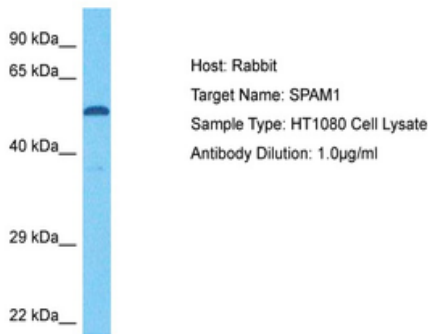 90 kDa__
65 kDa__
40 kDa__
29 kDa__
22 kDa__
Host: Rabbit
Target Name: SPAM1
Sample Type: HT1080 Cell Lysate
Antibody Dilution: 1.0µg/ml